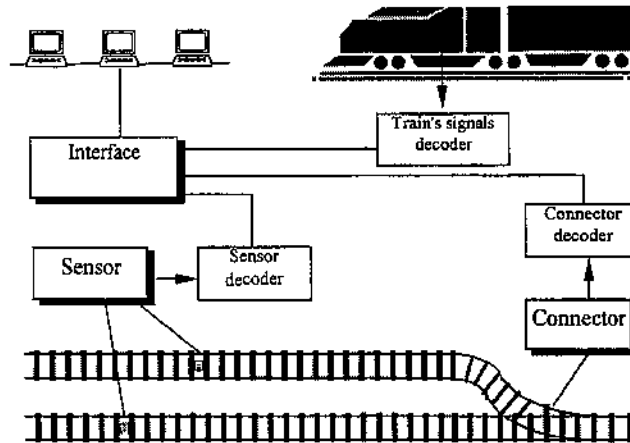 Train's signals
decoder
Interface
Connector
decoder
Sensor
Sensor
decoder
Connector